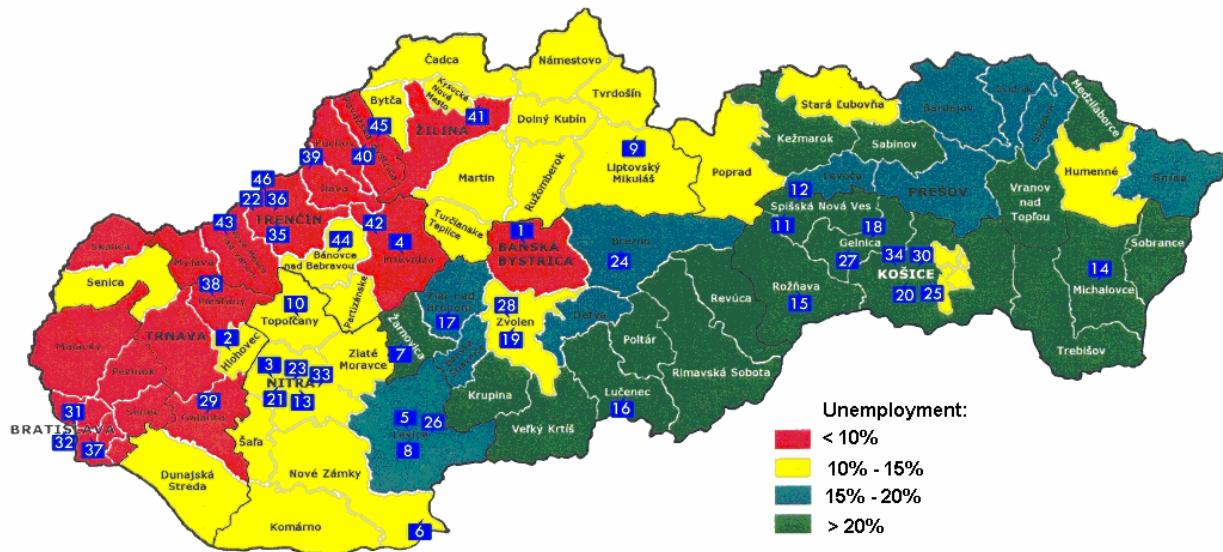 Čadca
Námestovo
Tvrdošín
Kysucké
Nové
Mesto
Bytča
41
45
ŽILINA
Dolný Kubín
Stará Ľubovňa
Bardejov
Svidník
Medzilaborce
Púchov
39
40
9
Liptovský
Mikuláš
Kežmarok
Sabinov
Humenné
Snina
46
22
36
Ilava
Martin
Ružomberok
Poprad
12
Levoča
PREŠOV
Vranov
nad
Topľou
43
TRENČÍN
35
42
4
Prievidza
Turčianske
Teplice
1
BANSKÁ
BYSTRICA
Spišská Nová Ves
11
18
Skalica
Myjava
44
Bánovce
nad Bebravou
Brezno
24
Gelnica
27
34
30
KOŠICE
20
25
Sobrance
14
Michalovce
Senica
38
Piešťany
10
Topoľčany
Partizánske
Žiar nad
Hronom
17
28
Zvolen
19
Detva
Revúca
Rožňava
15
Malacky
TRNAVA
2
Hlohovec
Žarnovica
7
Poltár
Trebišov
Pezinok
3
23
33
NITRA
21
13
Zlaté
Moravce
Rimavská Sobota
Krupina
Lučenec
16
31
Senec
29
Galanta
5
26
Levice
8
Veľký Krtíš
BRATISLAVA
32
37
Šaľa
Dunajská
Streda
Nové Zámky
Komárno
6
Unemployment:
< 10%
10% - 15%
15% - 20%
> 20%